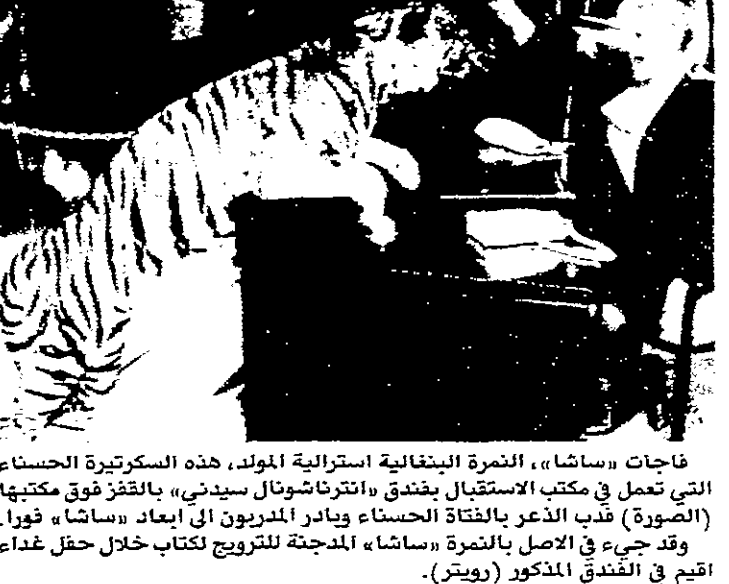 فاجأت «ساشا»، النمرة البنغالية استرالية المولد، هذه السكرتيرة الحسناء
التي تعمل في مكتب الاستقبال بفندق «انترناشونال سيدني» بالقفز فوق مكتبها
(الصورة) فدب الذعر بالفتاة الحسناء وبادر المدربون الى ابعاد «ساشا» فورا.
وقد جيء في الاصل بالنمرة «ساشا» المدجنة للترويج لكتاب خلال حفل غداء
اقيم في الفندق المذكور (رويتر).